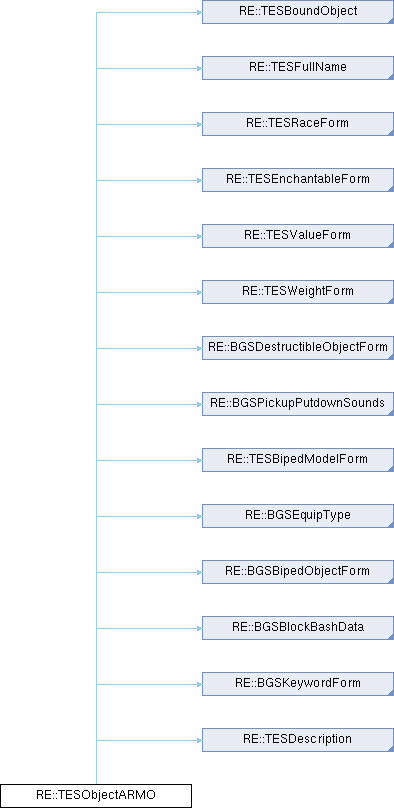 RE::TESBoundObject
RE::TESFullName
RE::TESRaceForm
RE::TESEnchantableForm
RE::TESValueForm
RE::TESWeightForm
RE::BGSDestructibleObjectForm
RE::BGSPickupPutdownSounds
RE::TESBipedModelForm
RE::BGSEquipType
RE::BGSBipedObjectForm
RE::BGSBlockBashData
RE::BGSKeywordForm
RE::TESDescription
RE::TESObjectARMO